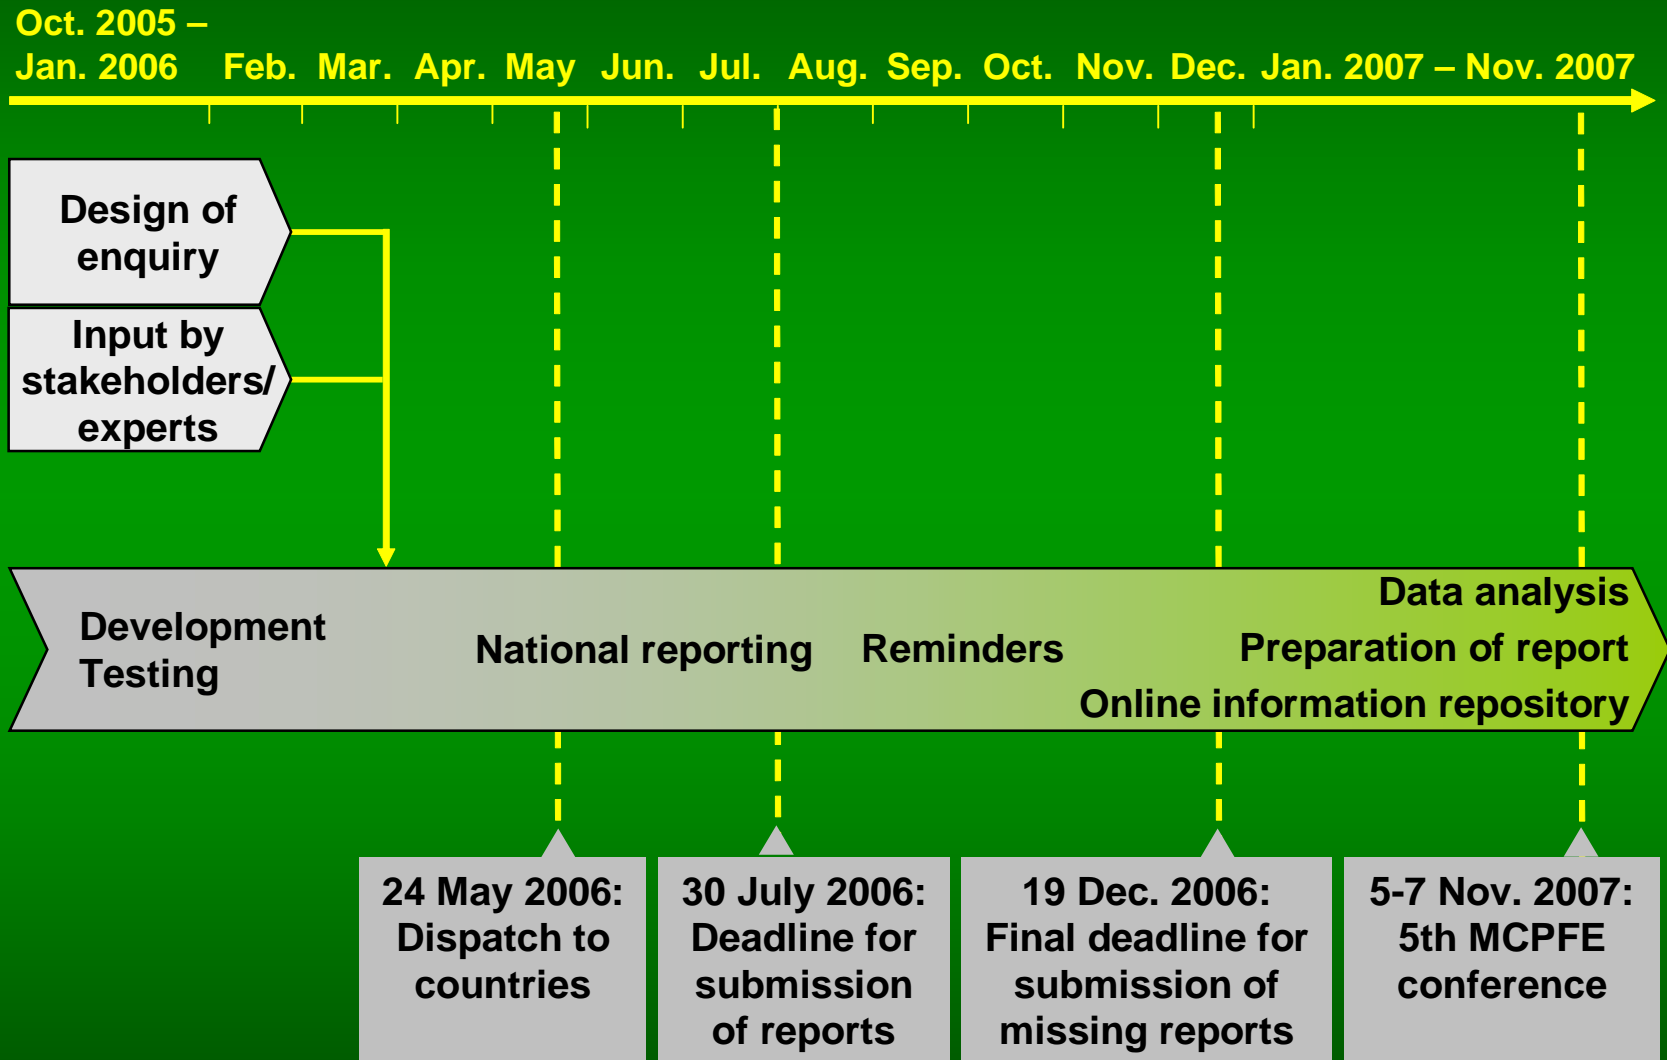 Oct. 2005 –
Jan. 2006 Feb. Mar. Apr. May Jun. Jul. Aug. Sep. Oct. Nov. Dec. Jan. 2007 – Nov. 2007
Design of
enquiry
Input by
stakeholders/
experts
Development
Testing
National reporting
Reminders
Data analysis
Preparation of report
Online information repository
24 May 2006:
Dispatch to
countries
30 July 2006:
Deadline for
submission
of reports
19 Dec. 2006:
Final deadline for
submission of
missing reports
5-7 Nov. 2007:
5th MCPFE
conference